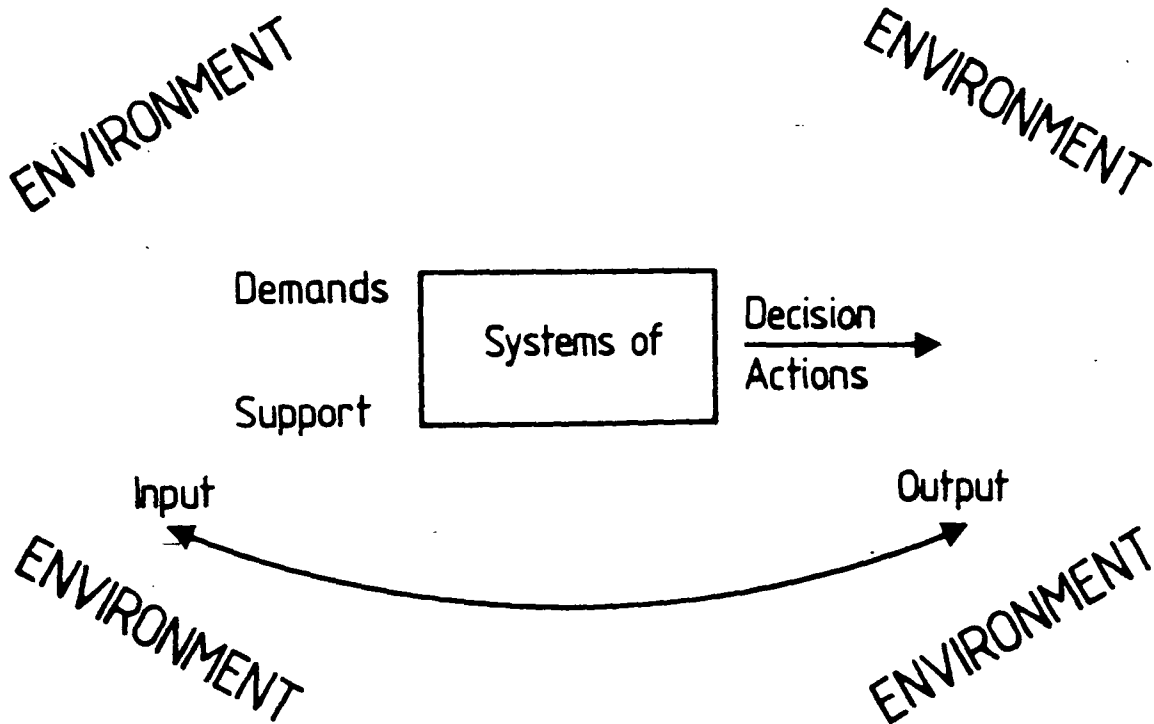 ENVIRONMENT
ENVIRONMENT
Demands
Systems of
Decision
Actions
Support
Input
Output
ENVIRONMENT
ENVIRONMENT